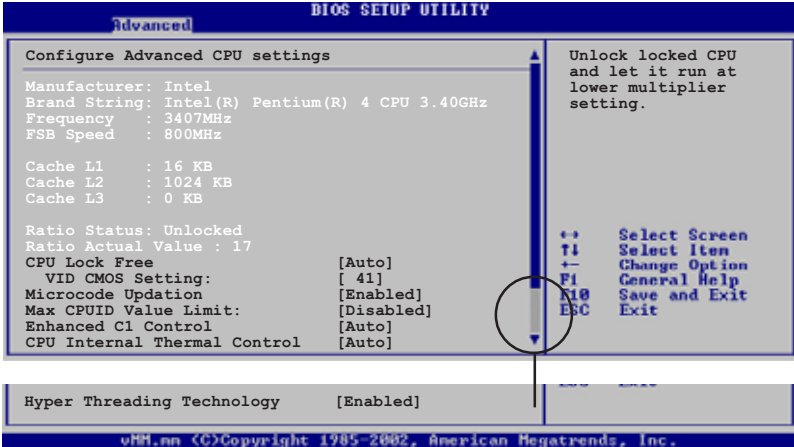 BIOS SETUP UTILITY
Advanced
Configure Advanced CPU settings
Manufacturer: Intel
Brand String: Intel(R) Pentium(R) 4 CPU 3.40GHz
Frequency : 3407MHz
FSB Speed : 800MHz
Cache L1 : 16 KB
Cache L2 : 1024 KB
Cache L3 : 0 KB
Ratio Status: Unlocked
Ratio Actual Value : 17
CPU Lock Free [Auto]
VID CMOS Setting: [ 41]
Microcode Updation [Enabled]
Max CPUID Value Limit: [Disabled]
Enhanced C1 Control [Auto]
CPU Internal Thermal Control [Auto]
Unlock locked CPU
and let it run at
lower multiplier
setting.
↔ Select Screen
↑↓ Select Item
+- Change Option
F1 General Help
F10 Save and Exit
ESC Exit
Hyper Threading Technology [Enabled]
vMM.mn (C)Copyright 1985-2002, American Megatrends, Inc.